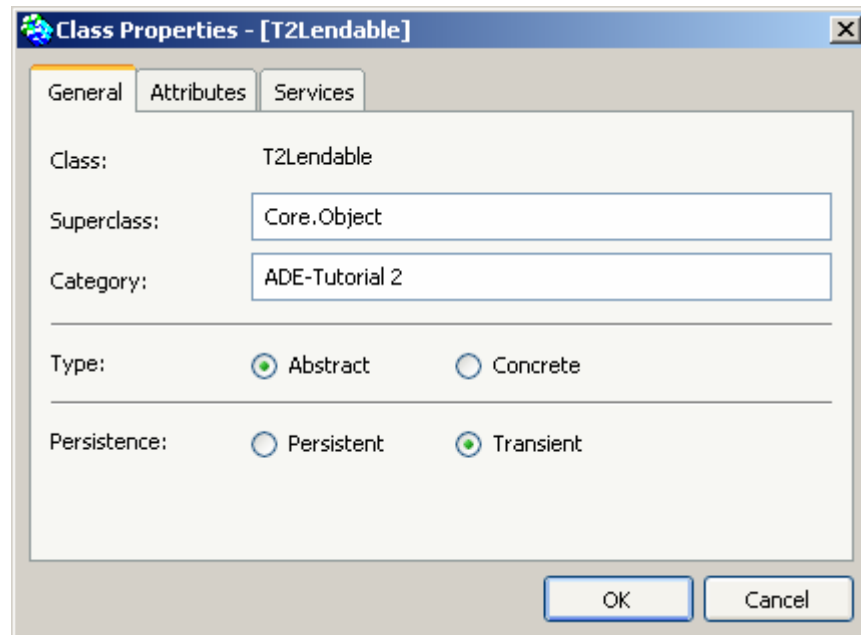 Class Properties - [T2Lendable]
General Attributes Services
Class: T2Lendable
Superclass: Core.Object
Category: ADE-Tutorial 2
Type: Abstract Concrete
Persistence: Persistent Transient
OK Cancel